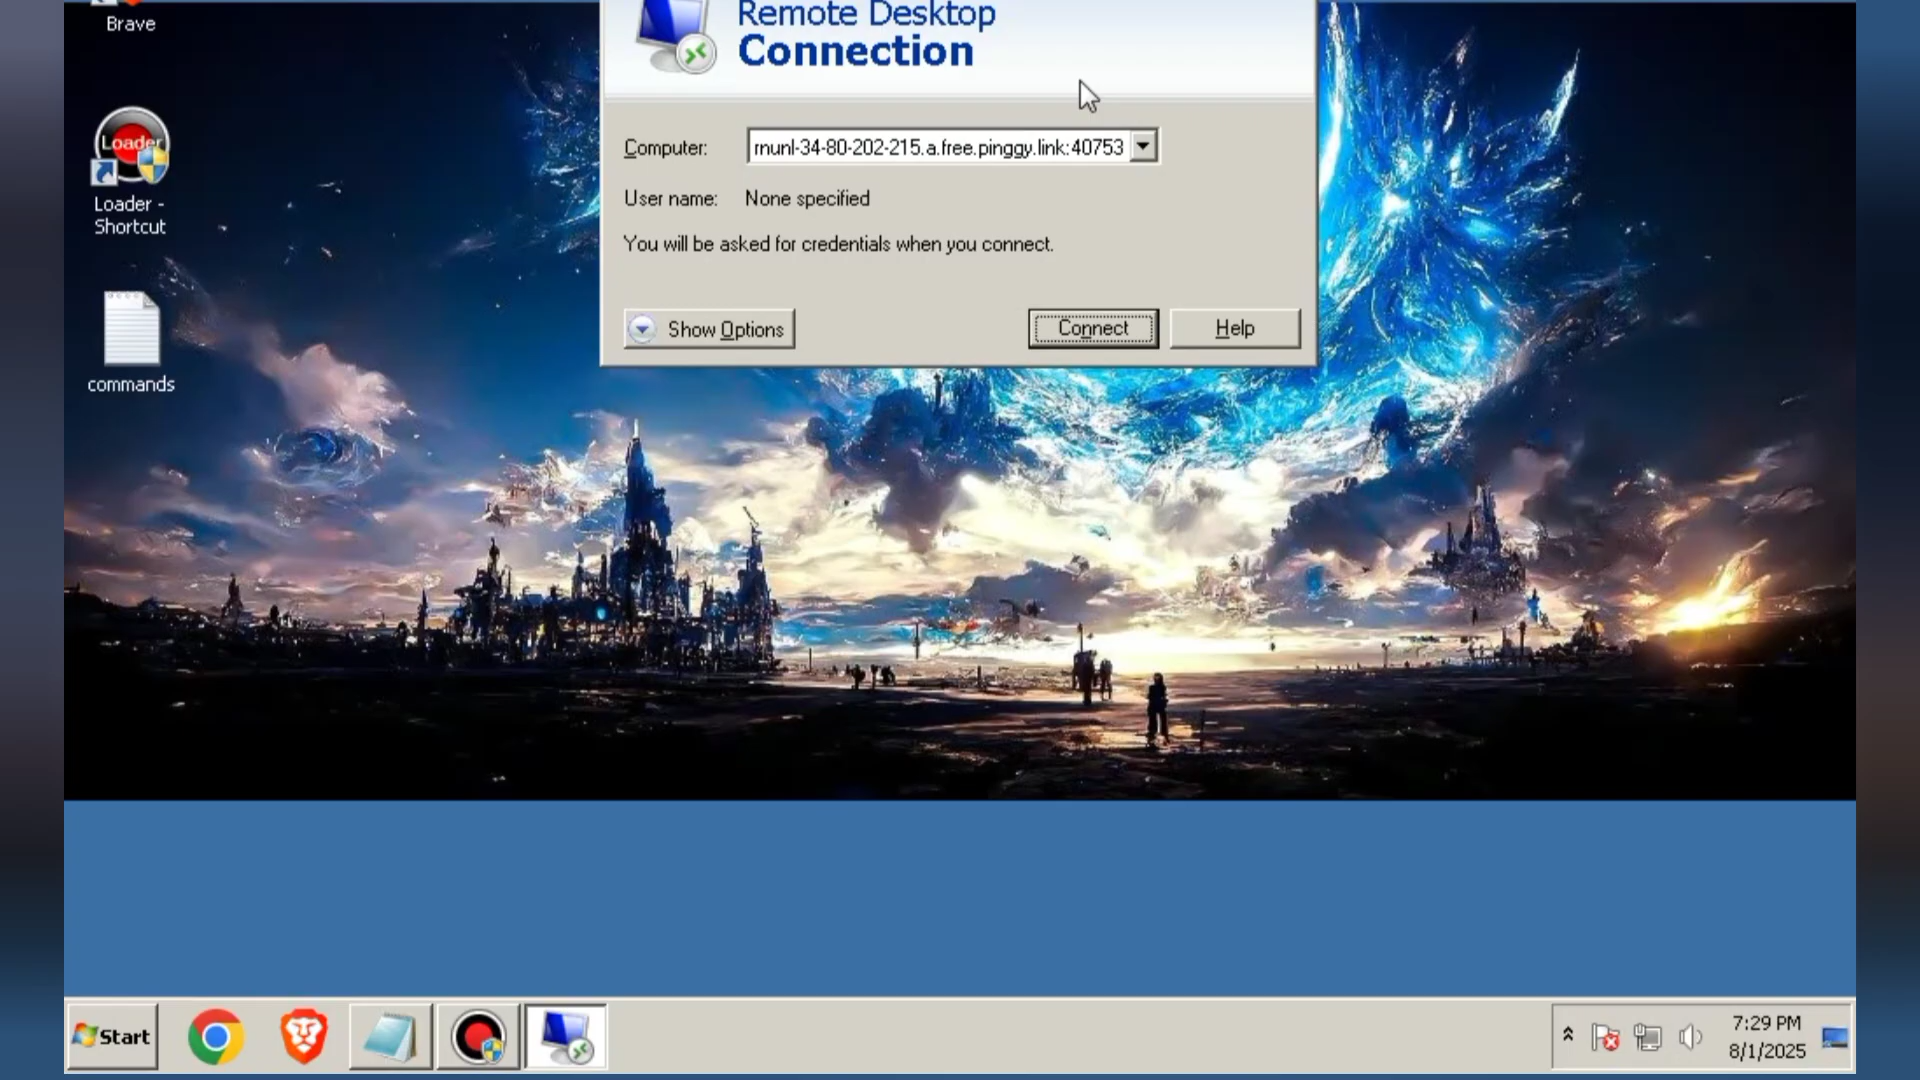 Brave
Remote Desktop
Connection
Loader
Computer:
rnunl-34-80-202-215.a.free.pinggy.link:40753
User name:
None specified
Loader -
Shortcut
You will be asked for credentials when you connect.
Show Options
Connect
Help
commands
Start
7:29 PM
8/1/2025